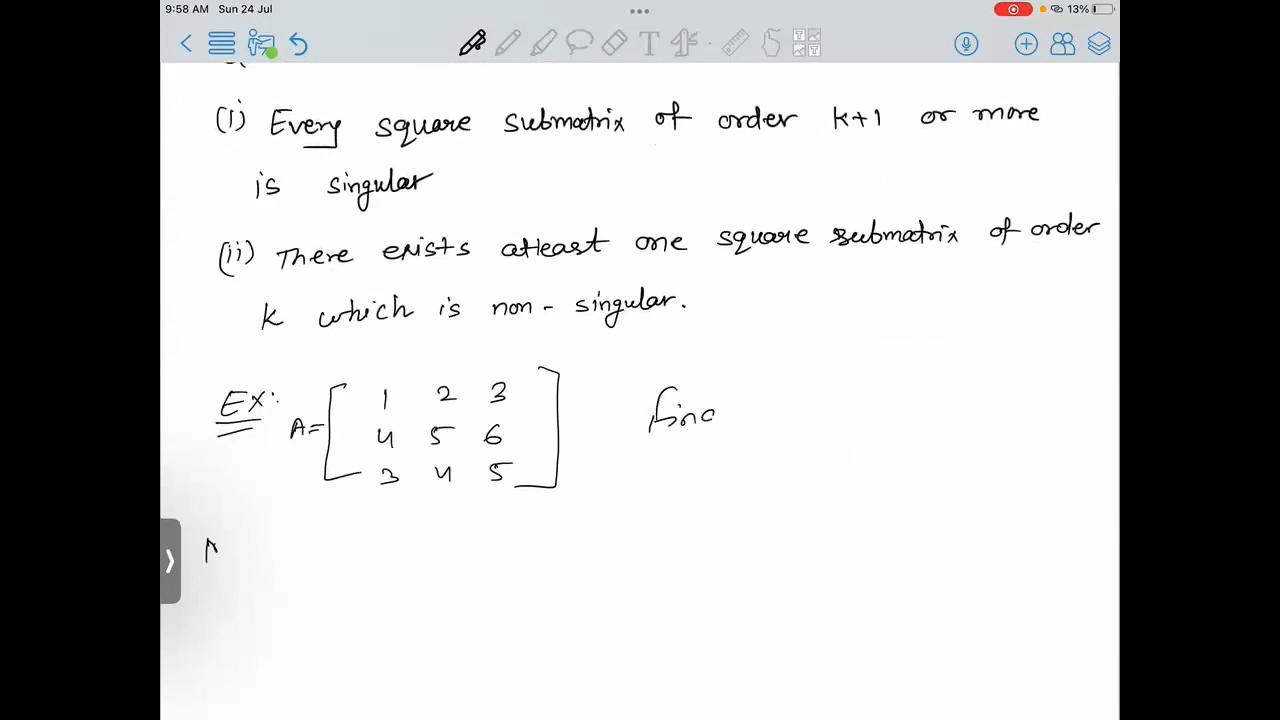 9:58 AM Sun 24 Jul
13%
(i) Every square submatrix of order k+1 or more
is singular
(ii) There exists atleast one square submatrix of order
k which is non-singular.
Ex:
A = [ 1 2 3
4 5 6
3 4 5 ]
Finc